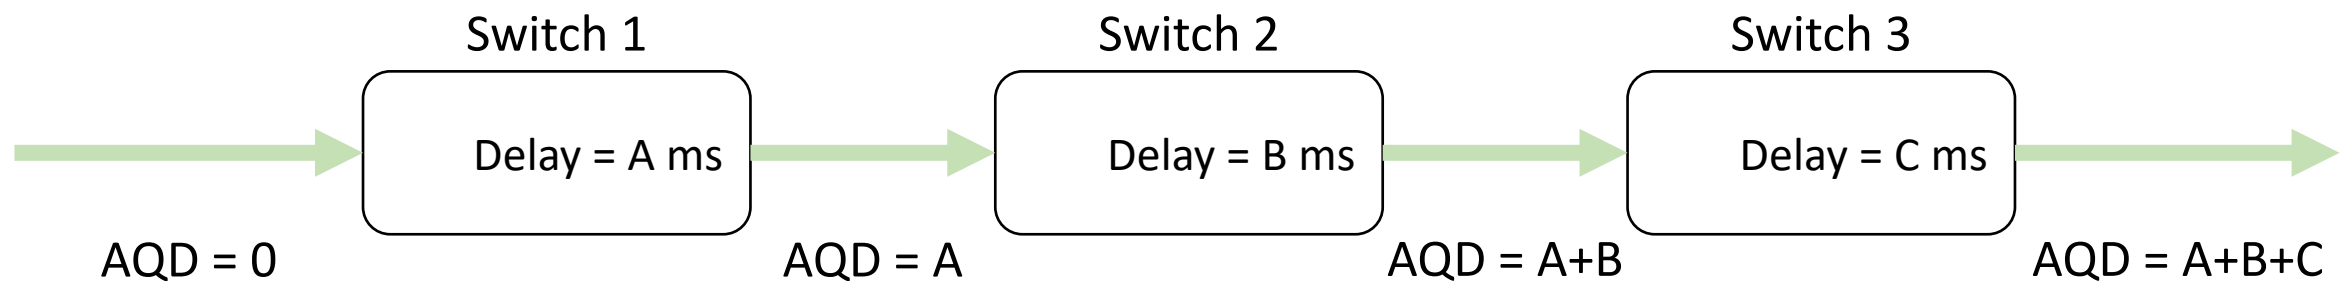 Switch 1
Switch 2
Switch 3
Delay = A ms
Delay = B ms
Delay = C ms
AQD = 0
AQD = A
AQD = A+B
AQD = A+B+C